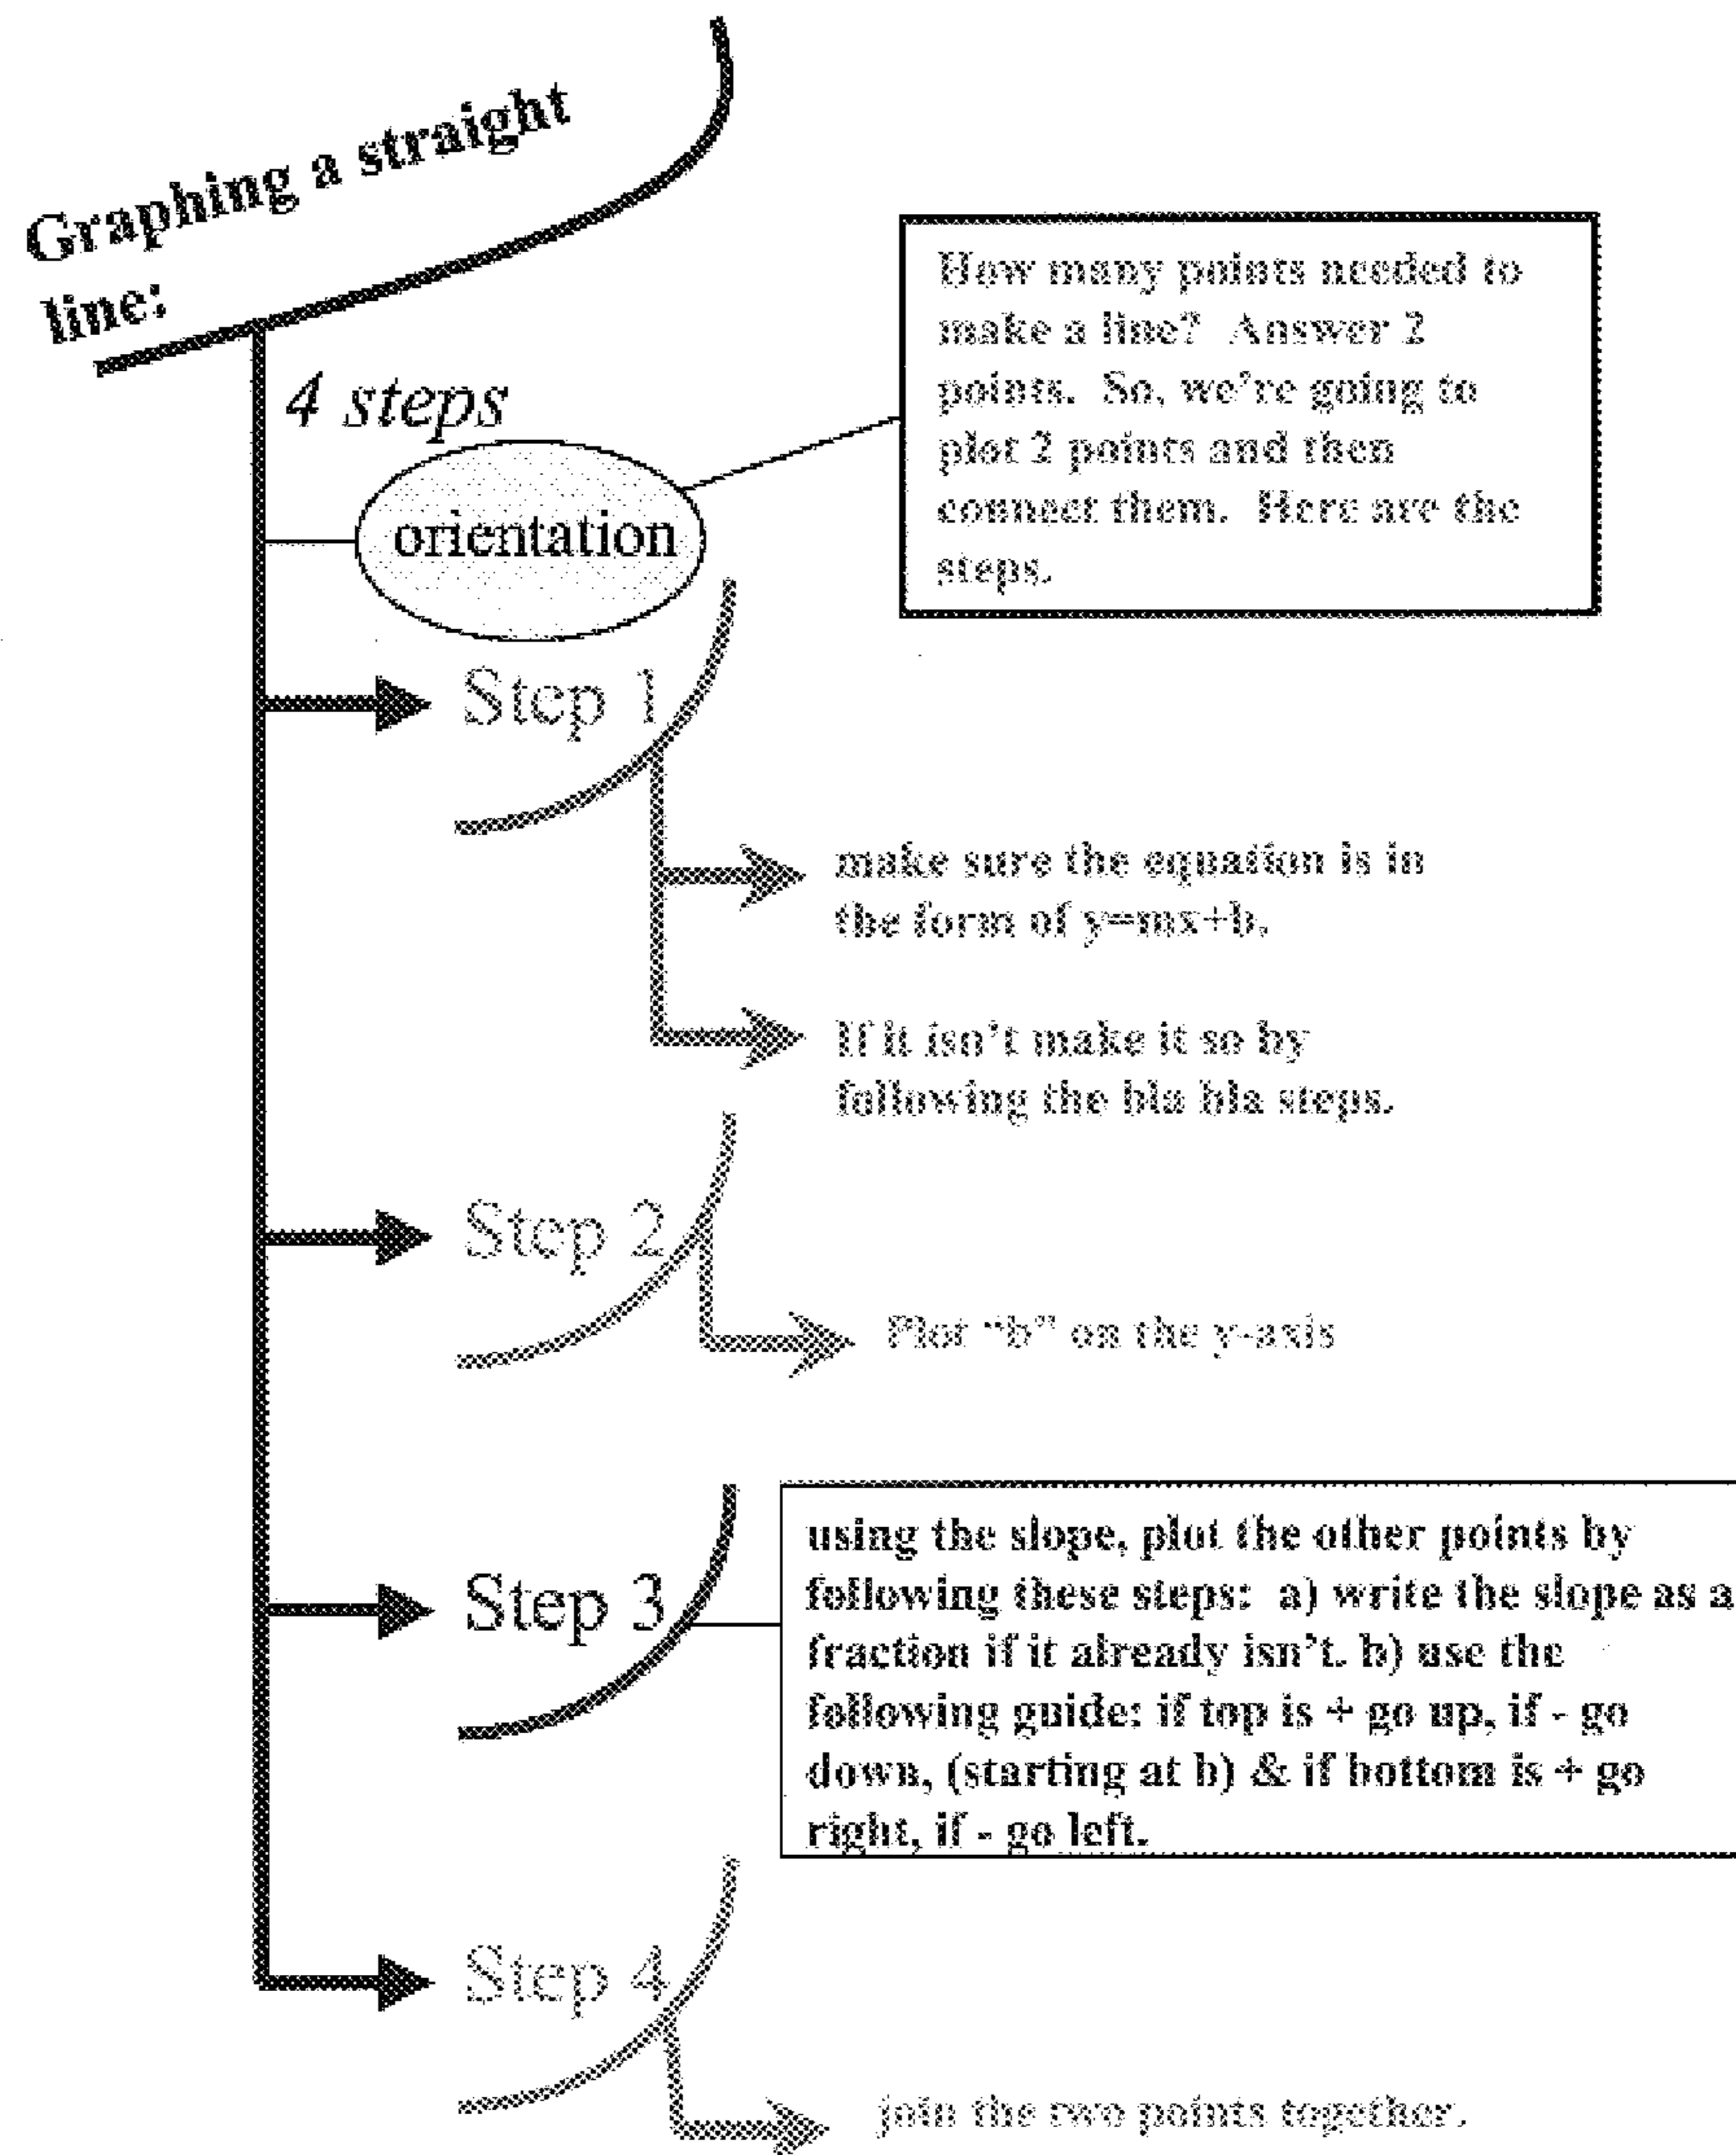 Graphing a straight
line:
4 steps
orientation
How many points needed to
make a line? Answer 2
points. So, we're going to
plot 2 points and then
connect them. Here are the
steps.
Step 1
make sure the equation is in
the form of y=mx+b.
If it isn't make it so by
following the bla bla steps.
Step 2
Plot “b” on the y-axis
Step 3
using the slope, plot the other points by
following these steps: a) write the slope as a
fraction if it already isn't. b) use the
following guide: if top is + go up, if - go
down, (starting at b) & if bottom is + go
right, if - go left.
Step 4
join the two points together.